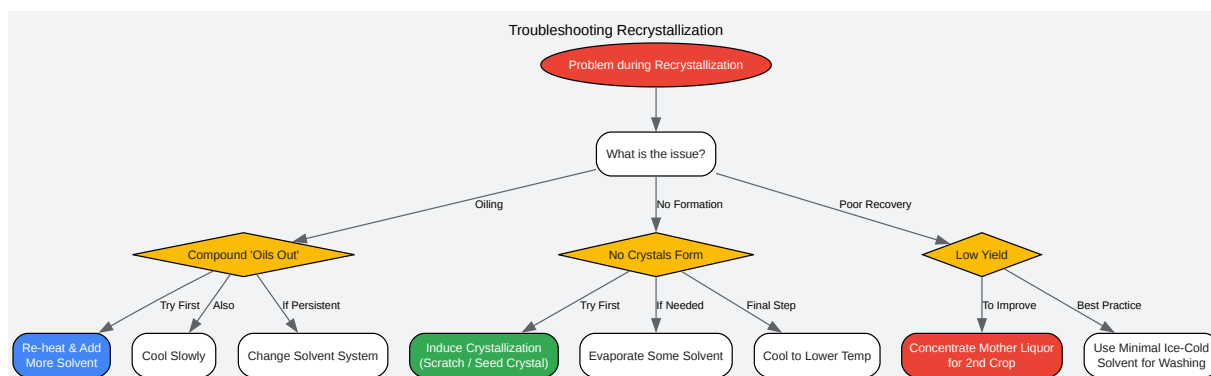 Troubleshooting Recrystallization
Problem during Recrystallization
What is the issue?
Oiling
No Formation
Poor Recovery
Compound 'Oils Out'
No Crystals Form
Low Yield
Try First
Also
If Persistent
Try First
If Needed
Final Step
To Improve
Best Practice
Re-heat & Add
More Solvent
Cool Slowly
Change Solvent System
Induce Crystallization
(Scratch / Seed Crystal)
Evaporate Some Solvent
Cool to Lower Temp
Concentrate Mother Liquor
for 2nd Crop
Use Minimal Ice-Cold
Solvent for Washing